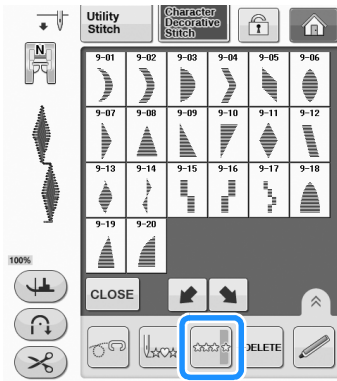 Utility
Stitch
Character
Decorative
Stitch
N
9-01 9-02 9-03 9-04 9-05 9-06
9-07 9-08 9-09 9-10 9-11 9-12
9-13 9-14 9-15 9-16 9-17 9-18
9-19 9-20
100%
CLOSE
DELETE